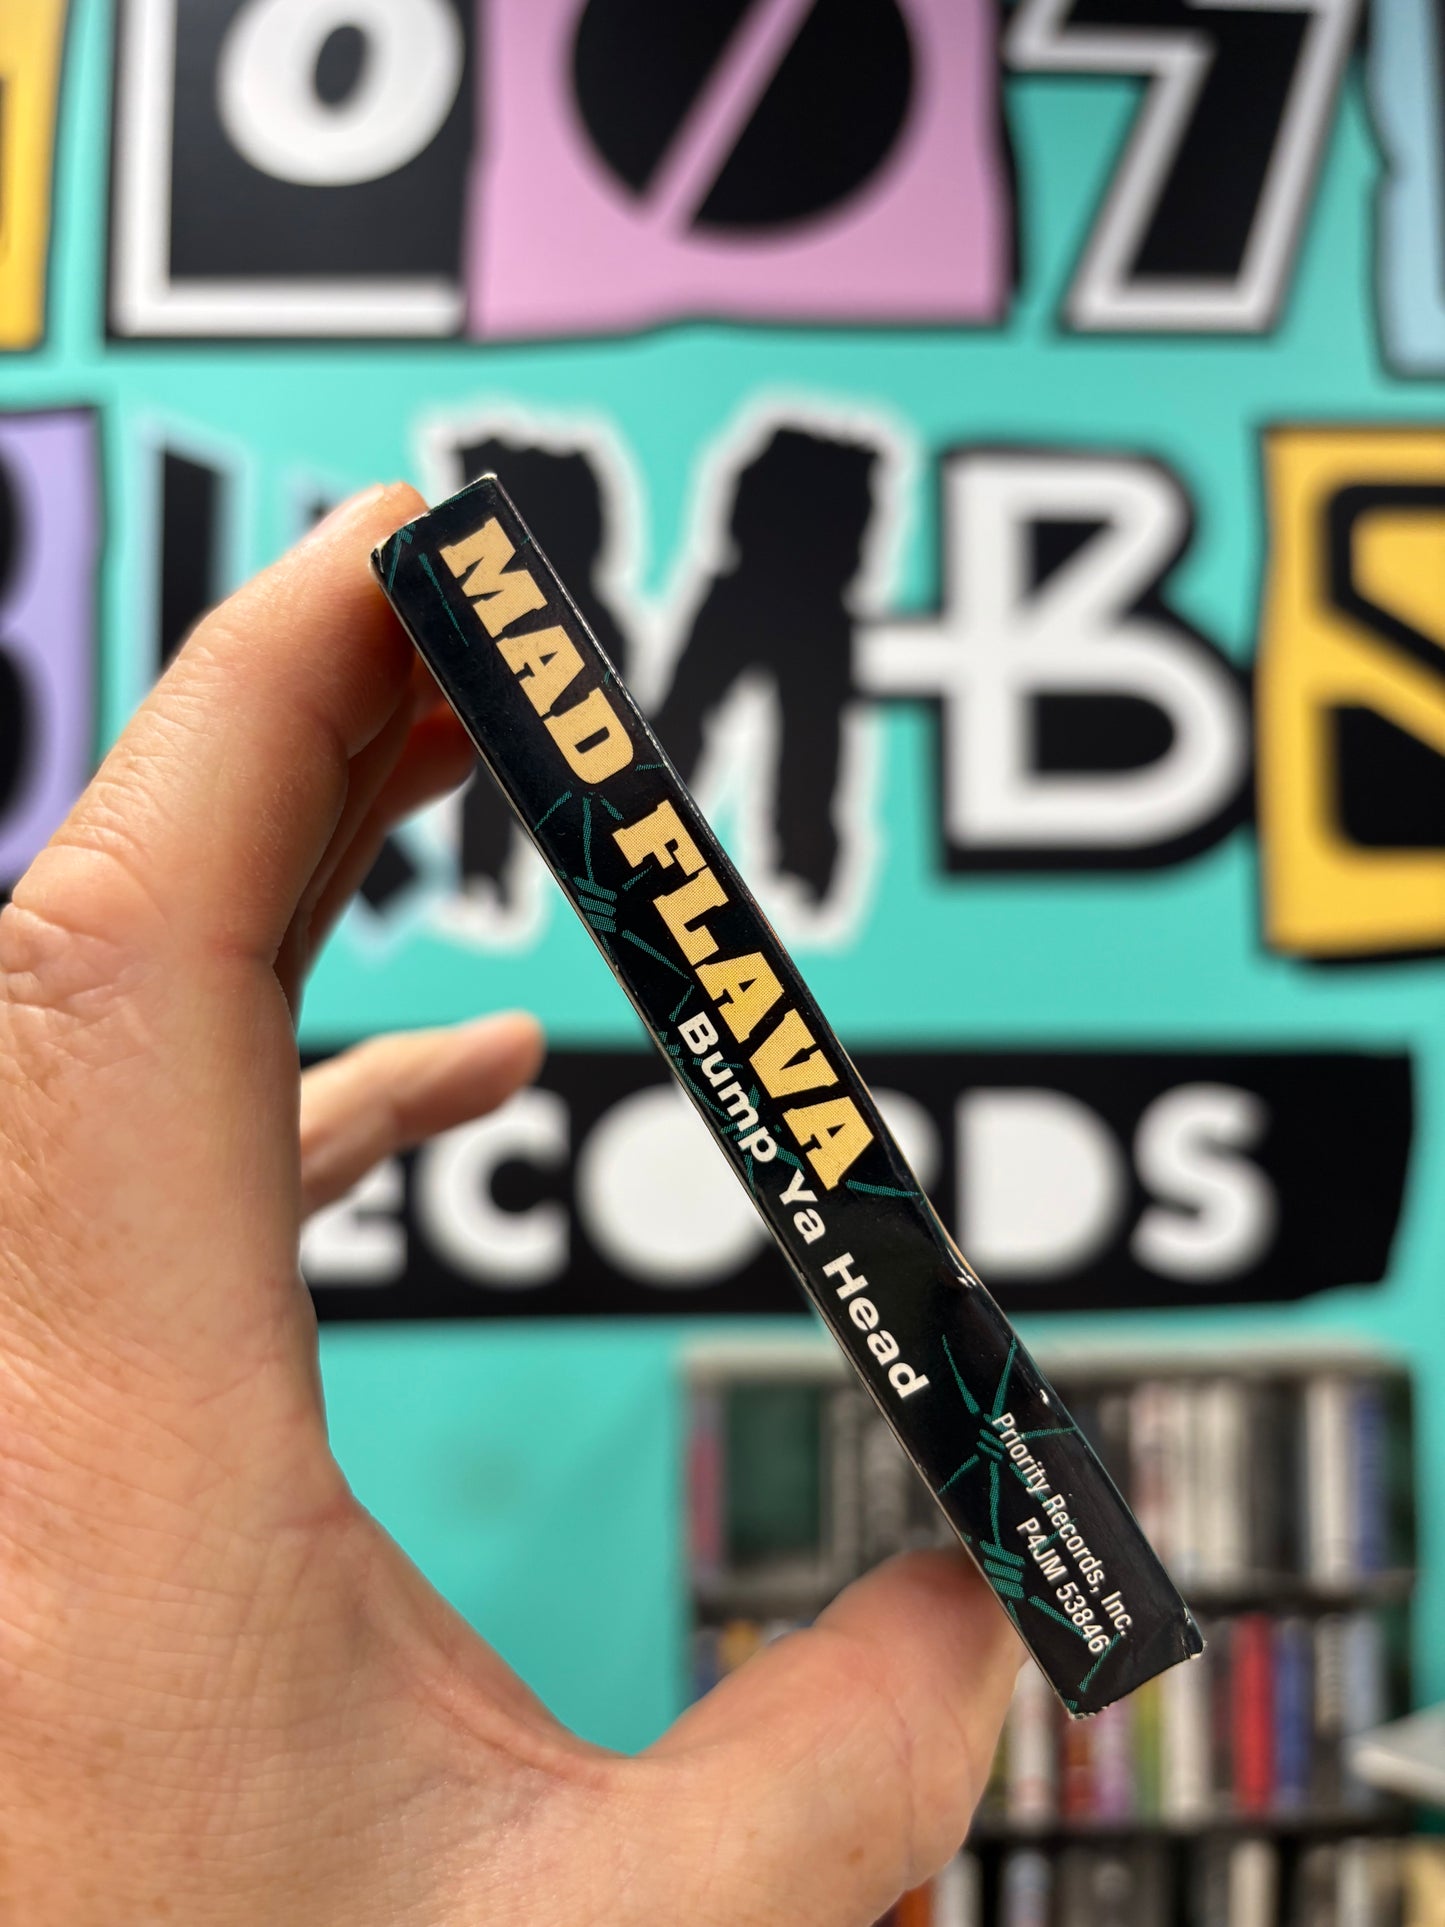 MAD FLAVA
Bump Ya Head
Priority Records, Inc.
P4JM 53846
RECORDS